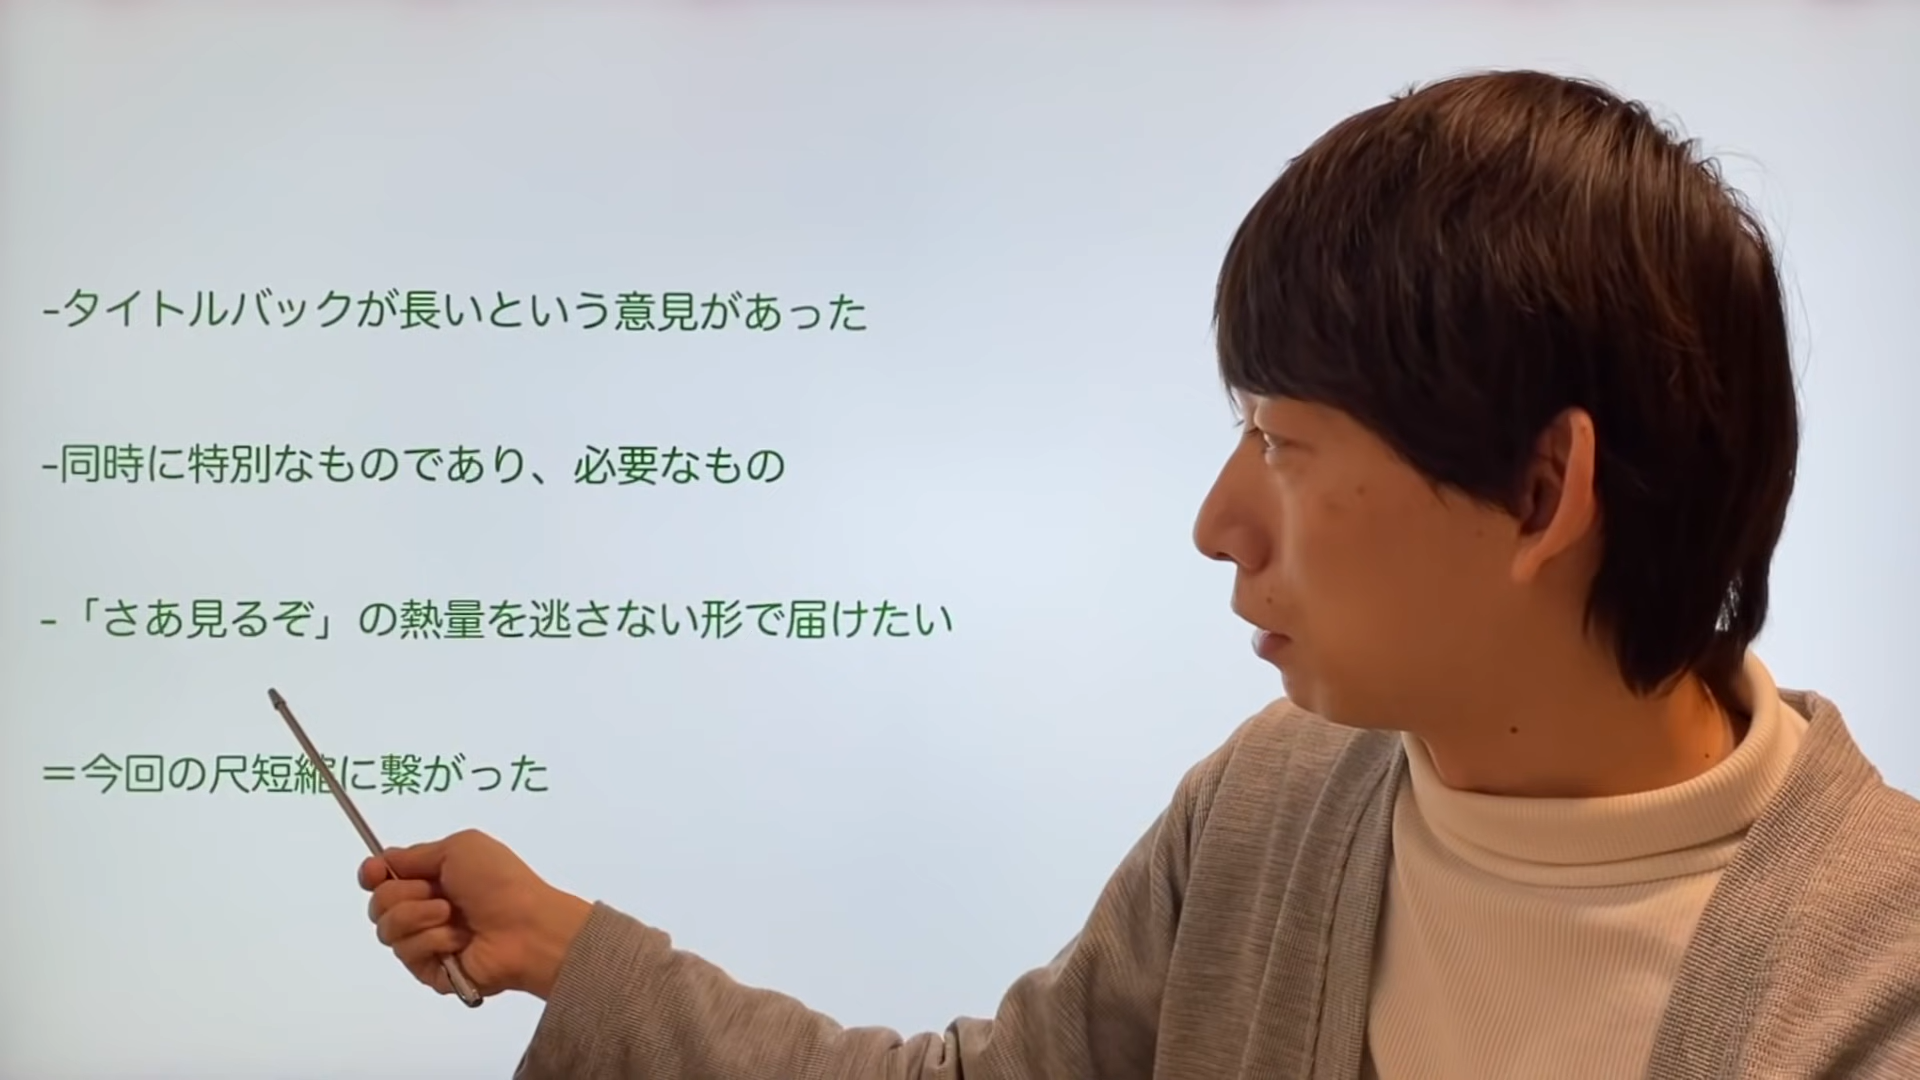 -タイトルバックが長いという意見があった
-同時に特別なものであり、必要なもの
-「さあ見るぞ」の熱量を逃さない形で届けたい
＝今回の尺短縮に繋がった